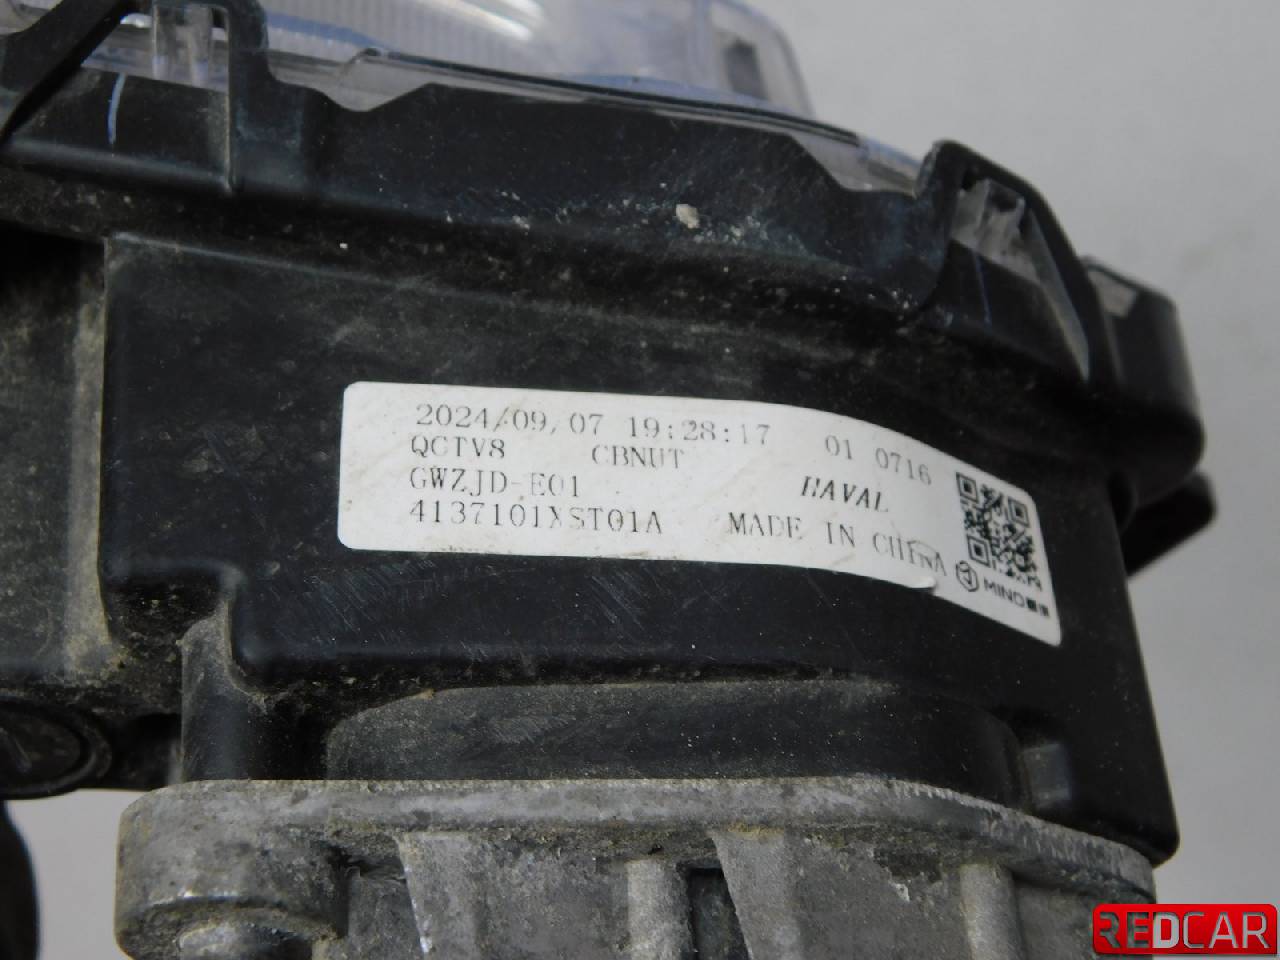 2024/09/07 19:28:17 01 0716
QCTV8 CBNUT
GWZJD-E01 HAVAL
4137101XST01A MADE IN CHINA
MIND
REDCAR